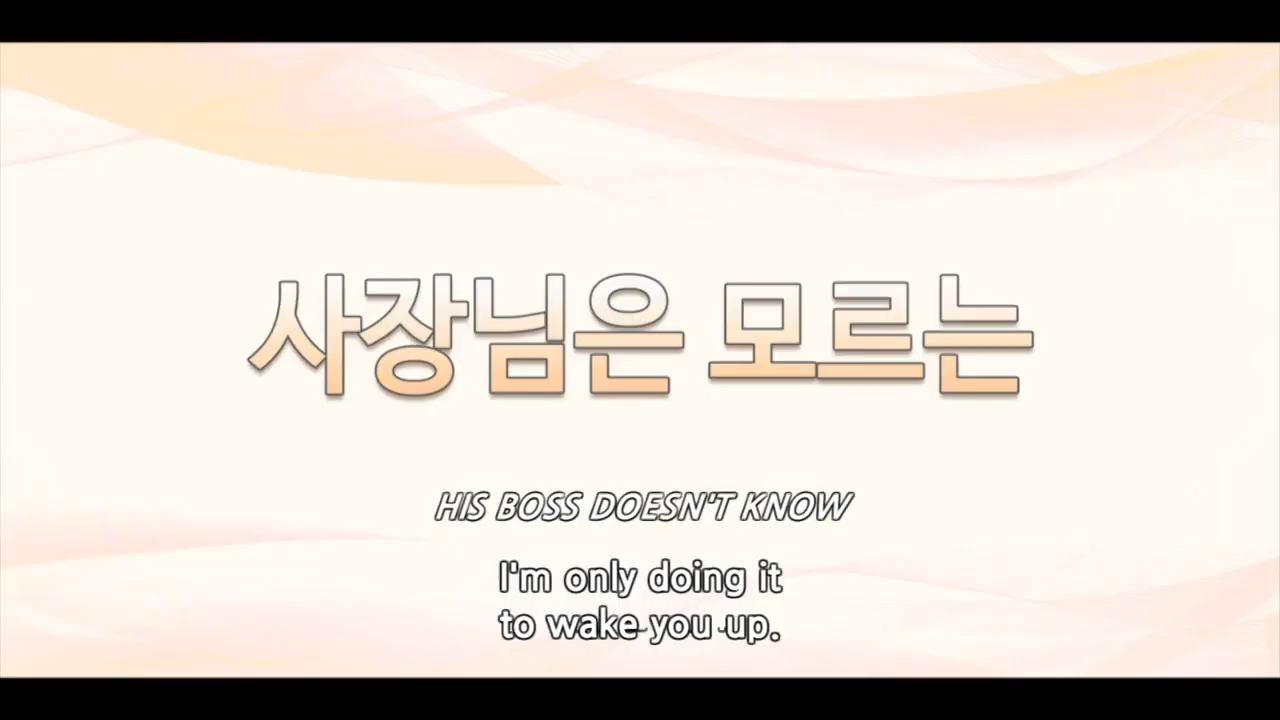 사장님은 모르는
HIS BOSS DOESN'T KNOW
I'm only doing it
to wake you up.